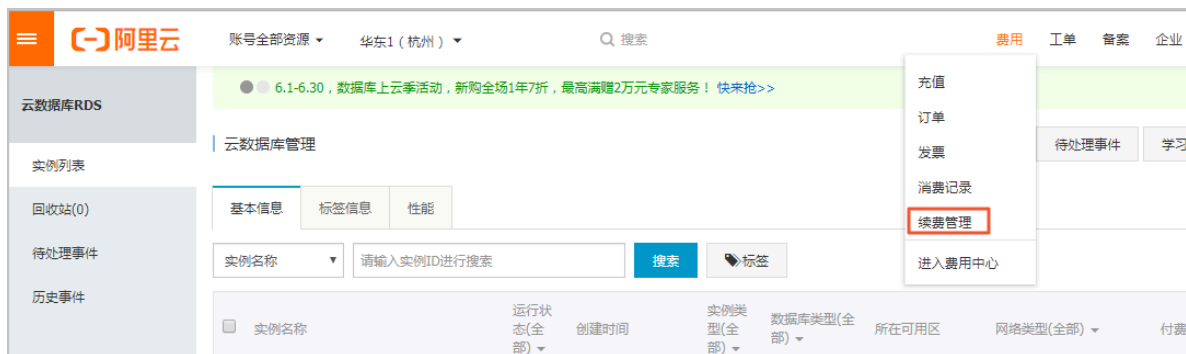 阿里云 账号全部资源 华东1（杭州） 搜索 费用 工单 备案 企业
云数据库RDS
实例列表
回收站(0)
待处理事件
历史事件
6.1-6.30，数据库上云季活动，新购全场1年7折，最高满赠2万元专家服务！ 快来抢>>
云数据库管理
待处理事件 学习
基本信息 标签信息 性能
实例名称 请输入实例ID进行搜索 搜索 标签
实例名称 运行状态(全部) 创建时间 实例类型(全部) 数据库类型(全部) 所在可用区 网络类型(全部) 付费
充值
订单
发票
消费记录
续费管理
进入费用中心